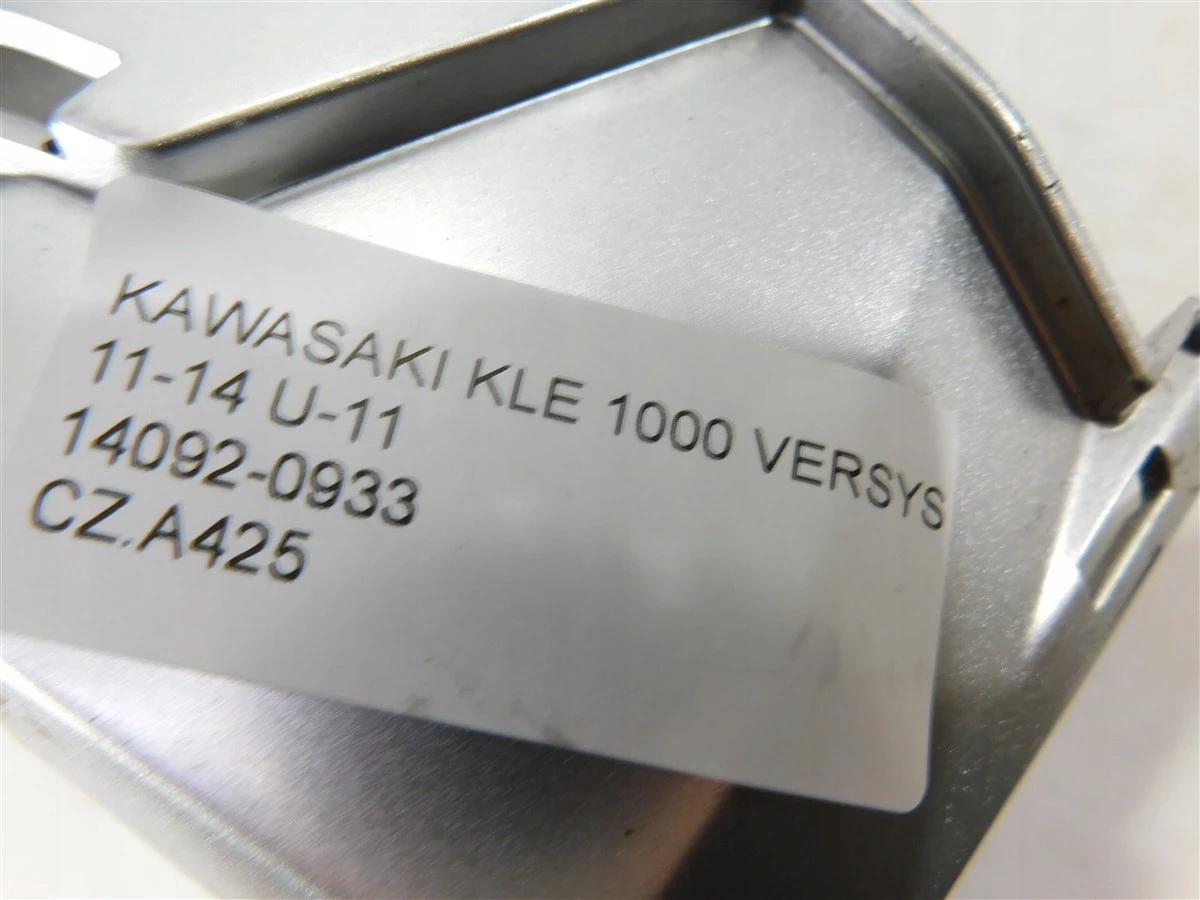 KAWASAKI KLE 1000 VERSYS
11-14 U-11
14092-0933
CZ.A425